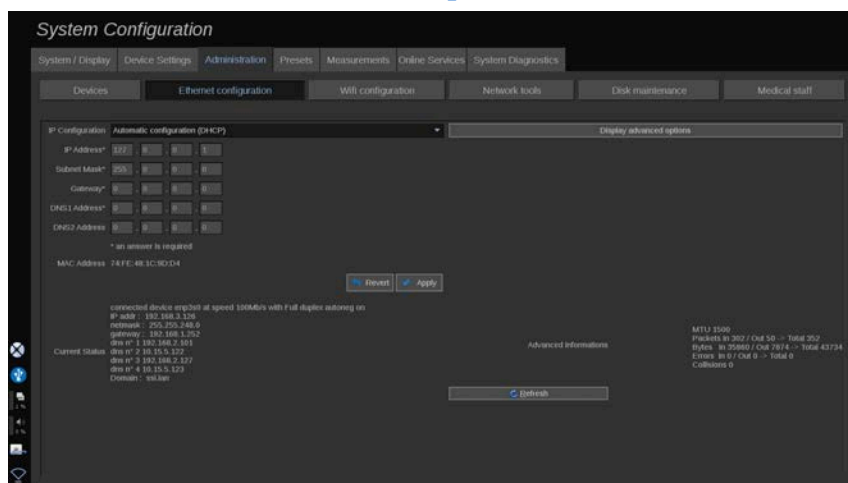 System Configuration
System / Display Device Settings Administration Presets Measurements Online Services System Diagnostics
Devices Ethernet configuration Wifi configuration Network tools Disk maintenance Medical staff
IP Configuration Automatic configuration (DHCP) Display advanced options
IP Address* 127 . 0 . 0 . 1
Subnet Mask* 255 . 0 . 0 . 0
Gateway* 0 . 0 . 0 . 0
DNS1 Address* 0 . 0 . 0 . 0
DNS2 Address 0 . 0 . 0 . 0
* an answer is required
MAC Address 74:FE:48:1C:9D:D4
Revert Apply
connected device enp3s0 at speed 100Mb/s with Full duplex autoneg on
IP addr : 192.168.3.126
netmask : 255.255.248.0
gateway : 192.168.1.252
dns n° 1 192.168.2.101
Current Status dns n° 2 10.15.5.122
dns n° 3 192.168.2.127
dns n° 4 10.15.5.123
Domain : ssi.lan
Advanced Informations
MTU 1500
Packets in 302 / Out 50 -> Total 352
Bytes in 35860 / Out 7874 -> Total 43734
Errors in 0 / Out 0 -> Total 0
Collisions 0
Refresh